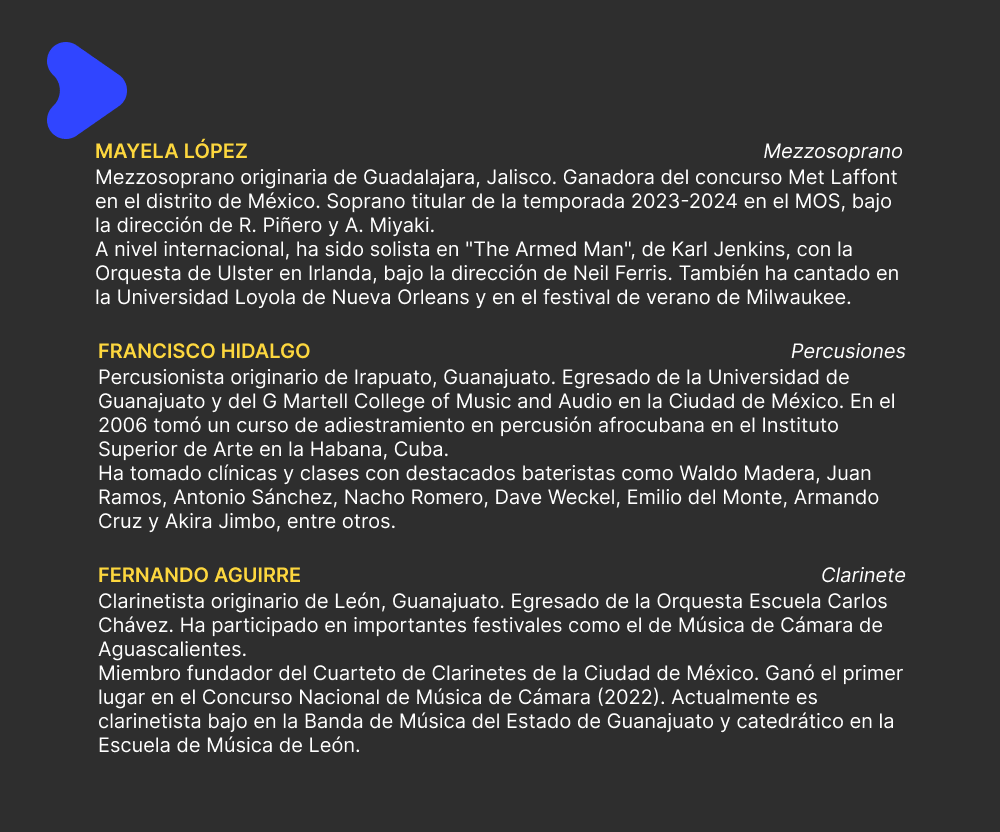 MAYELA LÓPEZ Mezzosoprano
Mezzosoprano originaria de Guadalajara, Jalisco. Ganadora del concurso Met Laffont
en el distrito de México. Soprano titular de la temporada 2023-2024 en el MOS, bajo
la dirección de R. Piñero y A. Miyaki.
A nivel internacional, ha sido solista en "The Armed Man", de Karl Jenkins, con la
Orquesta de Ulster en Irlanda, bajo la dirección de Neil Ferris. También ha cantado en
la Universidad Loyola de Nueva Orleans y en el festival de verano de Milwaukee.
FRANCISCO HIDALGO Percusiones
Percusionista originario de Irapuato, Guanajuato. Egresado de la Universidad de
Guanajuato y del G Martell College of Music and Audio en la Ciudad de México. En el
2006 tomó un curso de adiestramiento en percusión afrocubana en el Instituto
Superior de Arte en la Habana, Cuba.
Ha tomado clínicas y clases con destacados bateristas como Waldo Madera, Juan
Ramos, Antonio Sánchez, Nacho Romero, Dave Weckel, Emilio del Monte, Armando
Cruz y Akira Jimbo, entre otros.
FERNANDO AGUIRRE Clarinete
Clarinetista originario de León, Guanajuato. Egresado de la Orquesta Escuela Carlos
Chávez. Ha participado en importantes festivales como el de Música de Cámara de
Aguascalientes.
Miembro fundador del Cuarteto de Clarinetes de la Ciudad de México. Ganó el primer
lugar en el Concurso Nacional de Música de Cámara (2022). Actualmente es
clarinetista bajo en la Banda de Música del Estado de Guanajuato y catedrático en la
Escuela de Música de León.